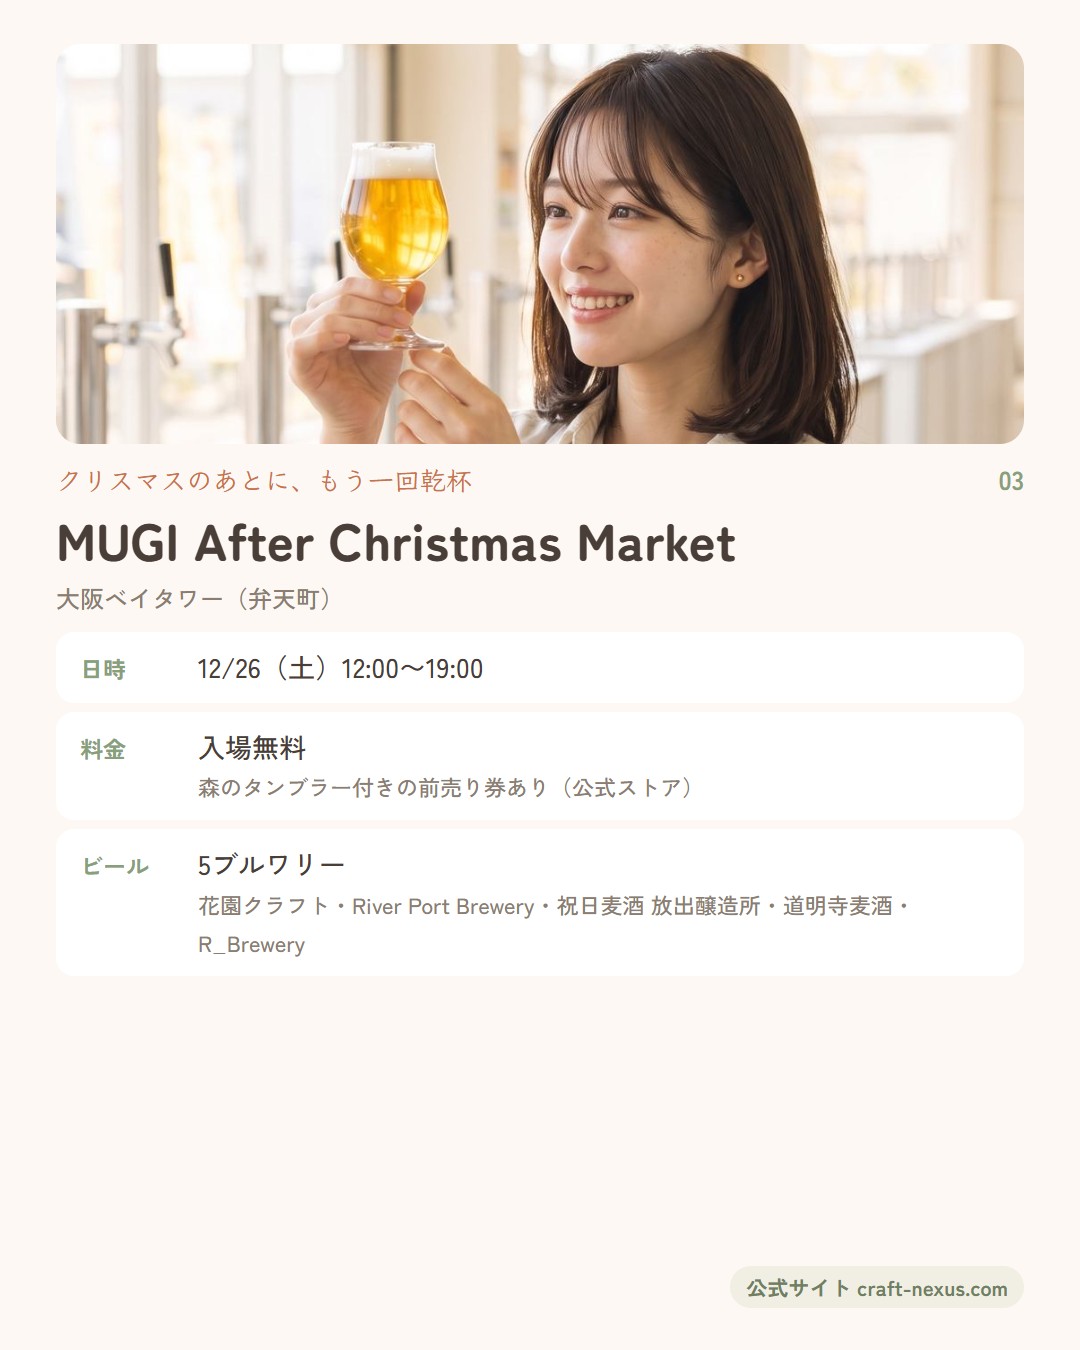 クリスマスのあとに、もう一回乾杯
03
MUGI After Christmas Market
大阪ベイタワー（弁天町）
日時 12/26（土）12:00〜19:00
料金 入場無料
森のタンブラー付きの前売り券あり（公式ストア）
ビール 5ブルワリー
花園クラフト・River Port Brewery・祝日麦酒 放出醸造所・道明寺麦酒・
R_Brewery
公式サイト craft-nexus.com